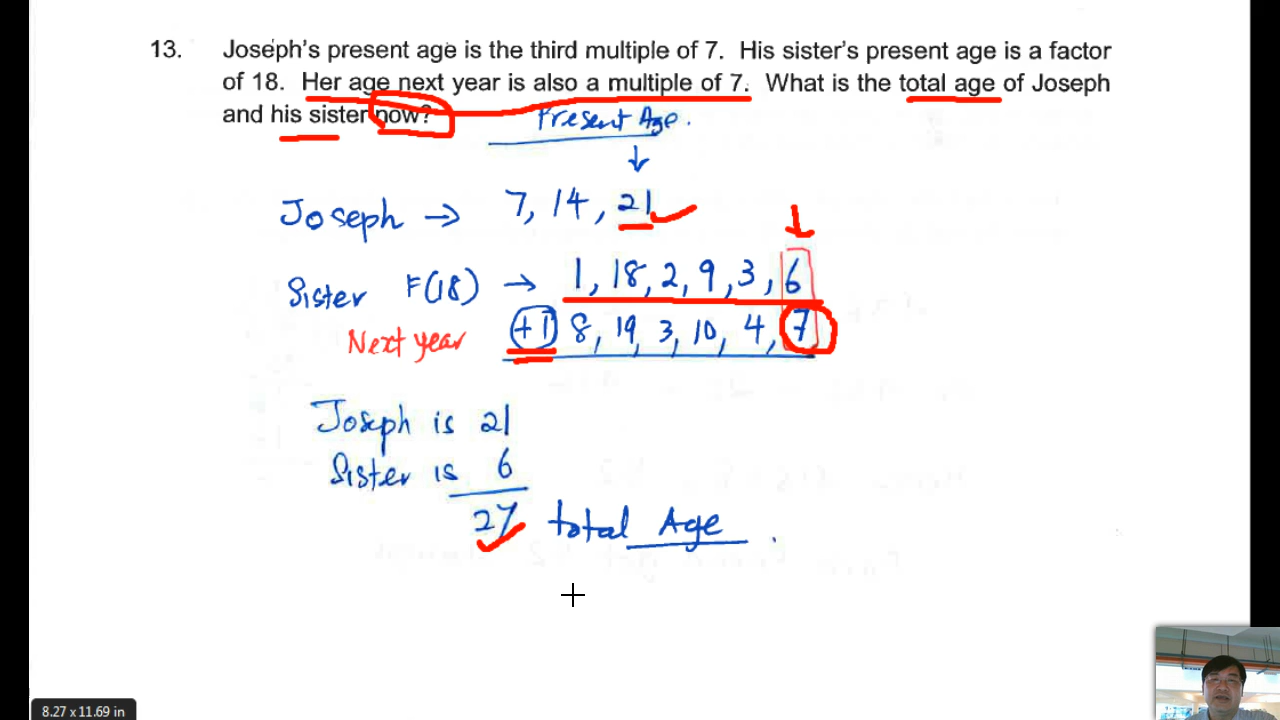 13. Joseph's present age is the third multiple of 7. His sister's present age is a factor
of 18. Her age next year is also a multiple of 7. What is the total age of Joseph
and his sister now?
Present Age.
Joseph → 7, 14, 21
Sister F(18) → 1, 18, 2, 9, 3, 6
Next year +1 8, 19, 3, 10, 4, 7
Joseph is 21
Sister is 6
27 total Age.
8.27 x 11.69 in